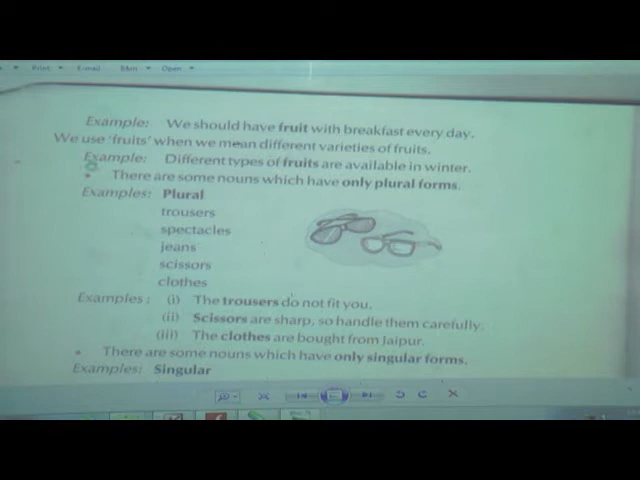 Print E-mail Burn Open
Example: We should have fruit with breakfast every day.
We use 'fruits' when we mean different varieties of fruits.
Example: Different types of fruits are available in winter.
• There are some nouns which have only plural forms.
Examples: Plural
trousers
spectacles
jeans
scissors
clothes
Examples : (i) The trousers do not fit you.
(ii) Scissors are sharp, so handle them carefully.
(iii) The clothes are bought from Jaipur.
• There are some nouns which have only singular forms.
Examples: Singular